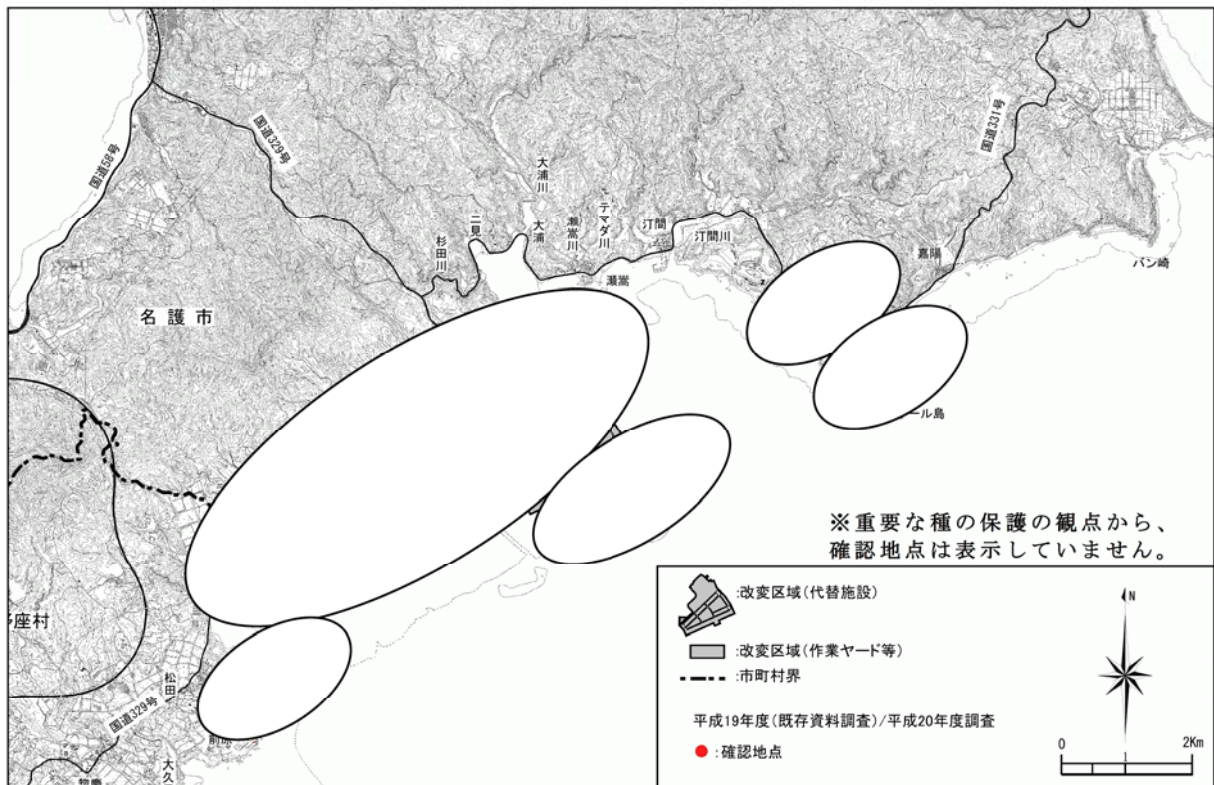 国道58号
国道329号
国道331号
大浦川
二見
大浦
瀬嵩川
テマダ川
汀間
汀間川
杉田川
瀬嵩
嘉陽
バン崎
名護市
ール島
※重要な種の保護の観点から、
確認地点は表示していません。
座村
松田
国道329号
前原
大久
:改変区域(代替施設)
:改変区域(作業ヤード等)
:市町村界
平成19年度(既存資料調査)/平成20年度調査
:確認地点
N
0
1
2Km